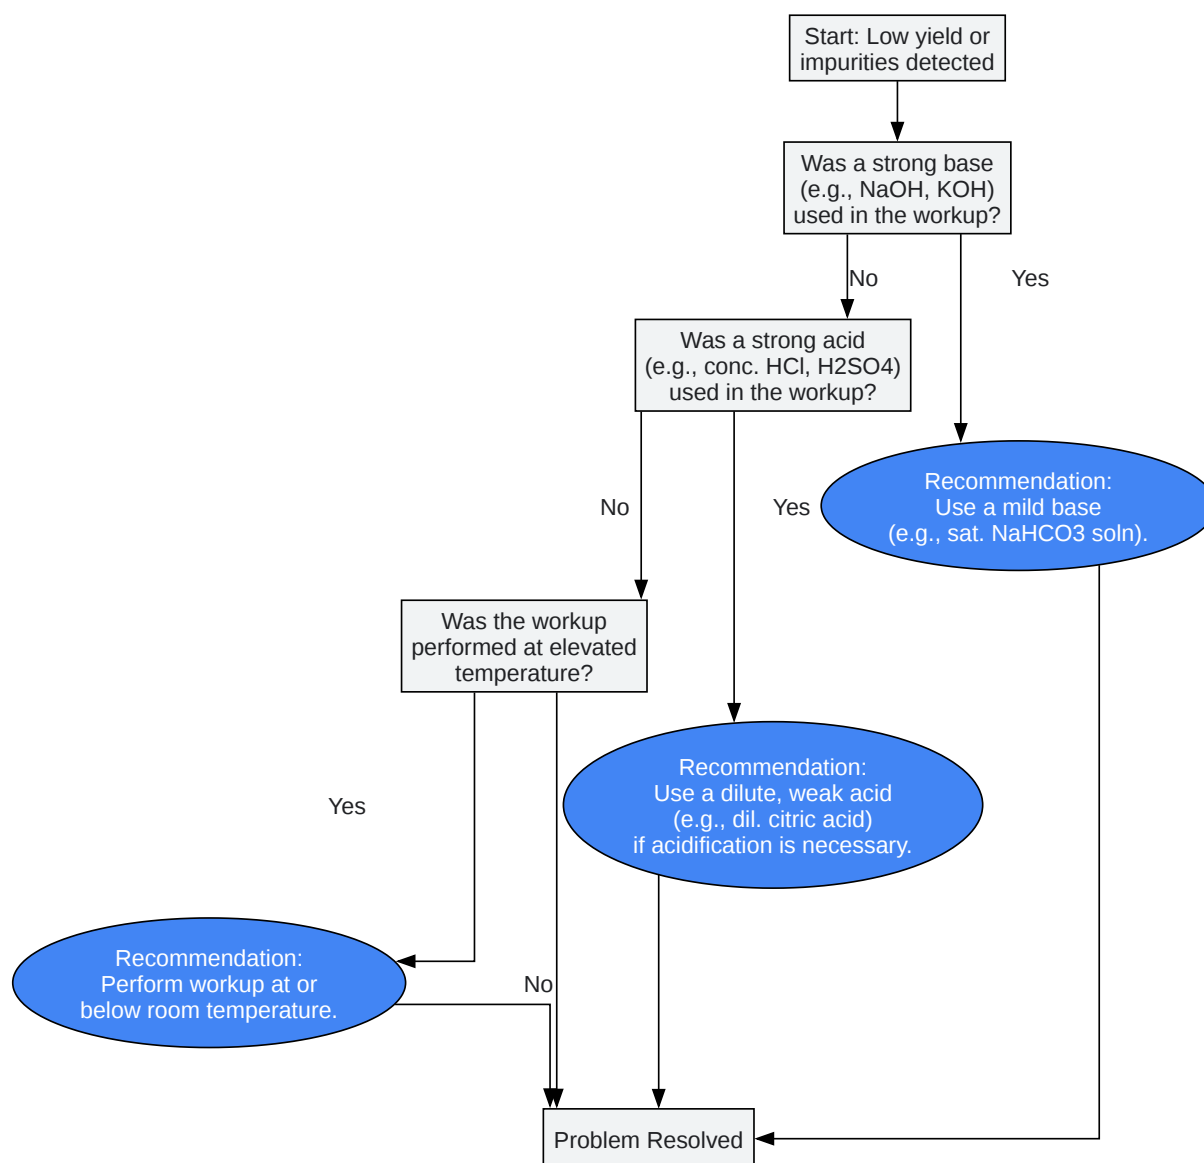 Start: Low yield or
impurities detected
Was a strong base
(e.g., NaOH, KOH)
used in the workup?
No
Yes
Was a strong acid
(e.g., conc. HCl, H2SO4)
used in the workup?
Recommendation:
Use a mild base
(e.g., sat. NaHCO3 soln).
No
Yes
Was the workup
performed at elevated
temperature?
Recommendation:
Use a dilute, weak acid
(e.g., dil. citric acid)
if acidification is necessary.
Yes
Recommendation:
Perform workup at or
below room temperature.
No
Problem Resolved